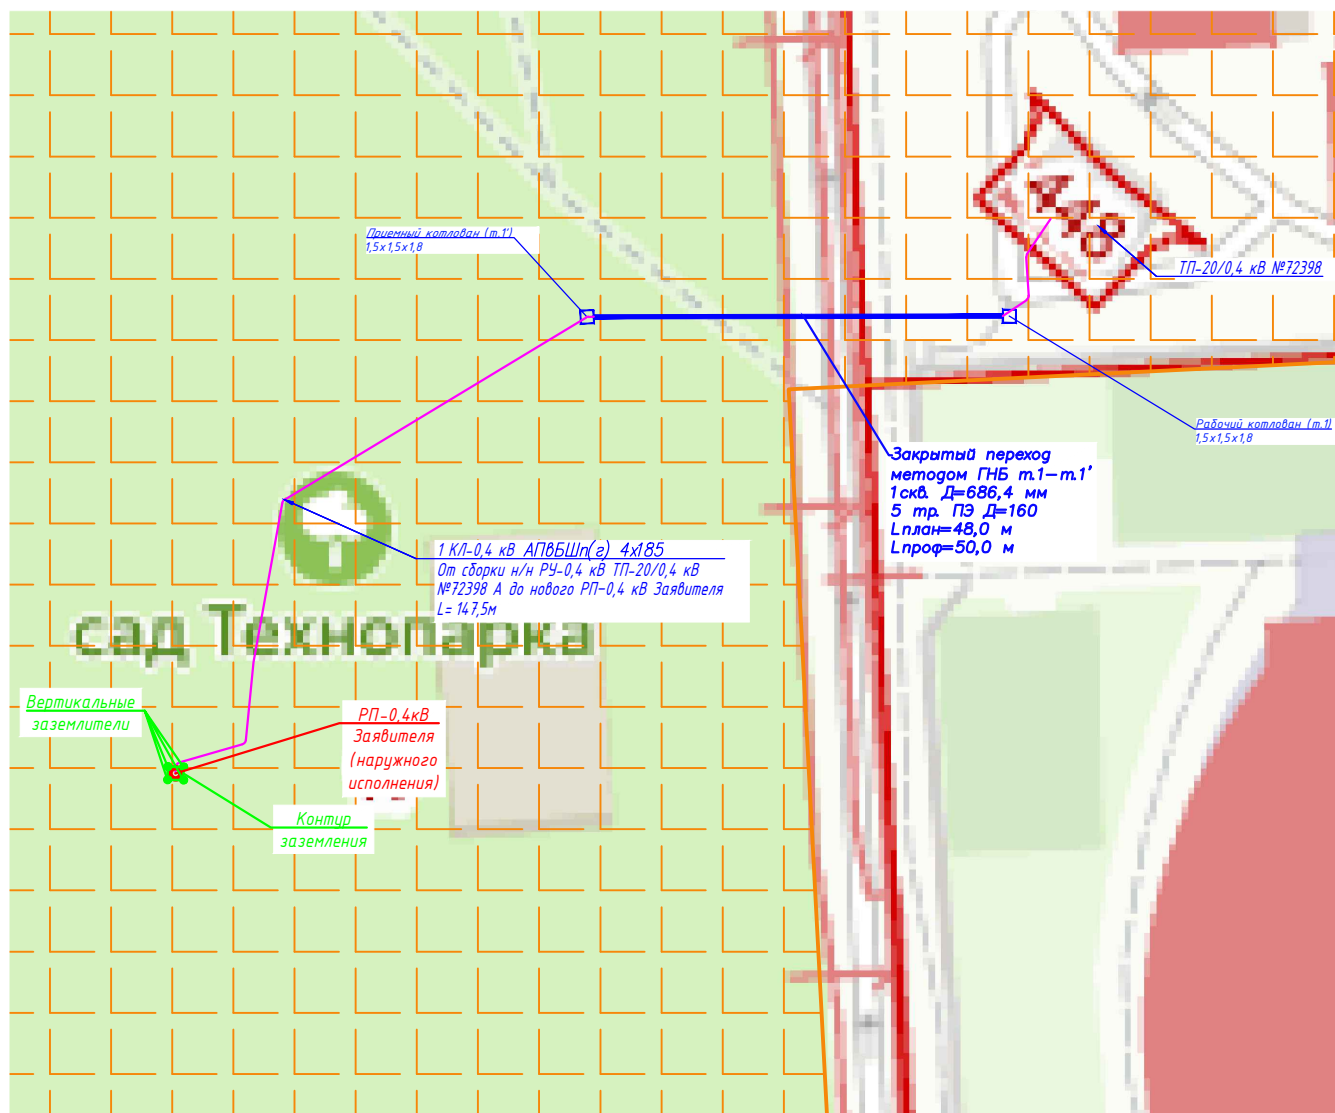 Приемный котлован (т.1')
1,5х1,5х1,8
ТП-20/0,4 кВ №72398
Рабочий котлован (т.1)
1,5х1,5х1,8
Закрытый переход
методом ГНБ т.1-т.1'
1скв. Д=686,4 мм
5 тр. ПЭ Д=160
Lплан=48,0 м
Lпроф=50,0 м
1 КЛ-0,4 кВ АПвБШп(г) 4х185
От сборки н/н РУ-0,4 кВ ТП-20/0,4 кВ
№72398 А до нового РП-0,4 кВ Заявителя
L= 147,5м
сад Технопарка
Вертикальные
заземлители
РП-0,4кВ
Заявителя
(наружного
исполнения)
Контур
заземления